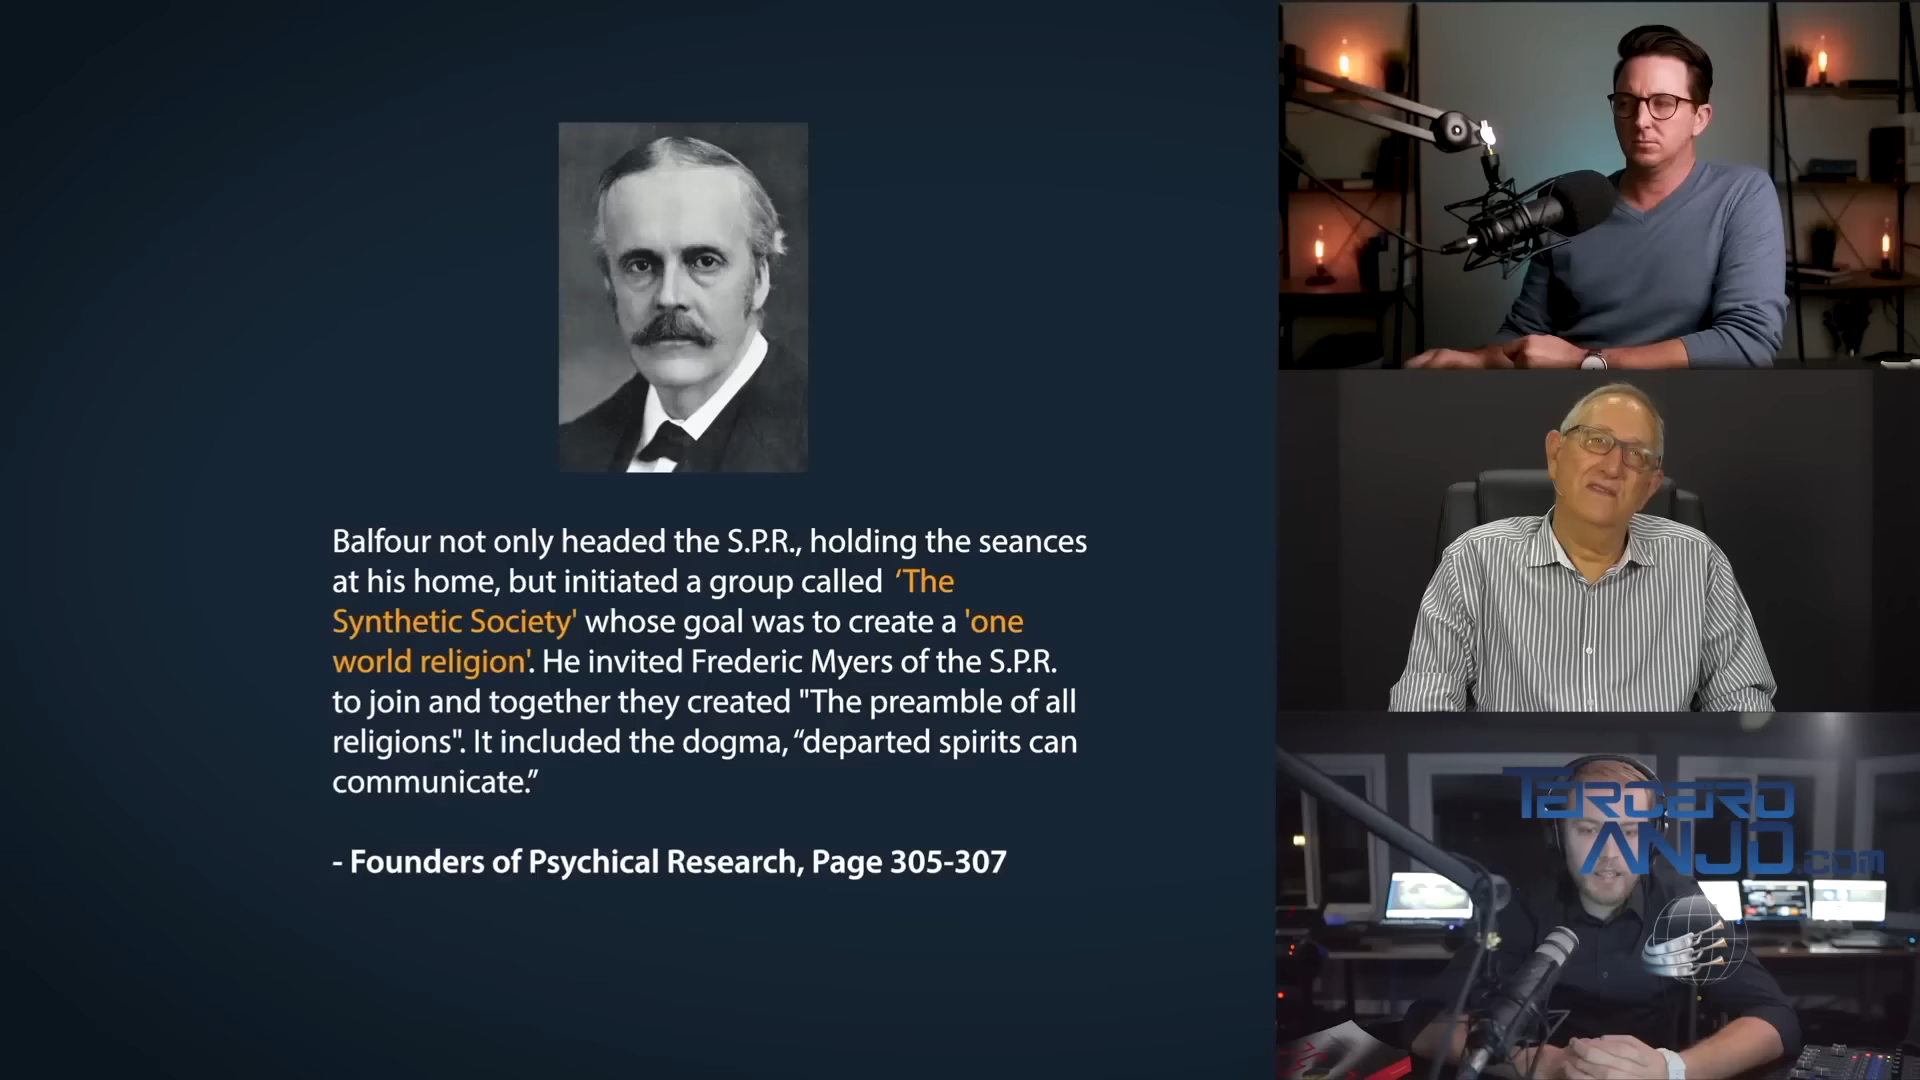 Balfour not only headed the S.P.R., holding the seances
at his home, but initiated a group called ‘The
Synthetic Society' whose goal was to create a 'one
world religion'. He invited Frederic Myers of the S.P.R.
to join and together they created "The preamble of all
religions". It included the dogma, “departed spirits can
communicate.”
- Founders of Psychical Research, Page 305-307
TERCERO
ANJO.com